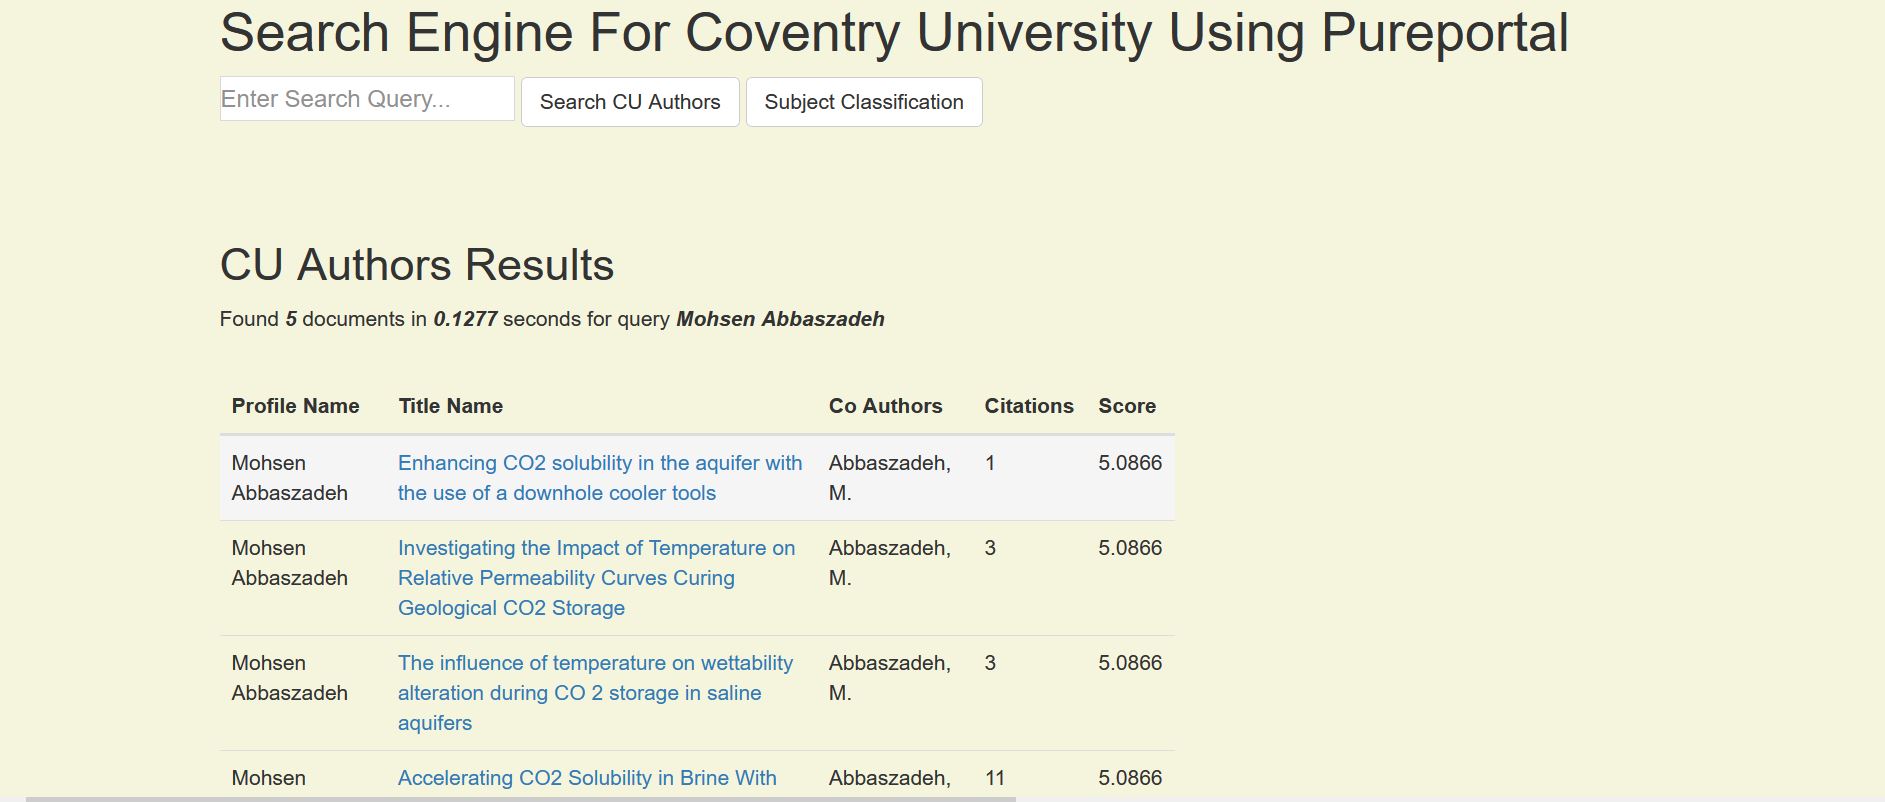 Search Engine For Coventry University Using Pureportal
Enter Search Query... Search CU Authors Subject Classification
CU Authors Results
Found 5 documents in 0.1277 seconds for query Mohsen Abbaszadeh
Profile Name Title Name Co Authors Citations Score
Mohsen Enhancing CO2 solubility in the aquifer with Abbaszadeh, 1 5.0866
Abbaszadeh the use of a downhole cooler tools M.
Mohsen Investigating the Impact of Temperature on Abbaszadeh, 3 5.0866
Abbaszadeh Relative Permeability Curves Curing M.
Geological CO2 Storage
Mohsen The influence of temperature on wettability Abbaszadeh, 3 5.0866
Abbaszadeh alteration during CO 2 storage in saline M.
aquifers
Mohsen Accelerating CO2 Solubility in Brine With Abbaszadeh, 11 5.0866